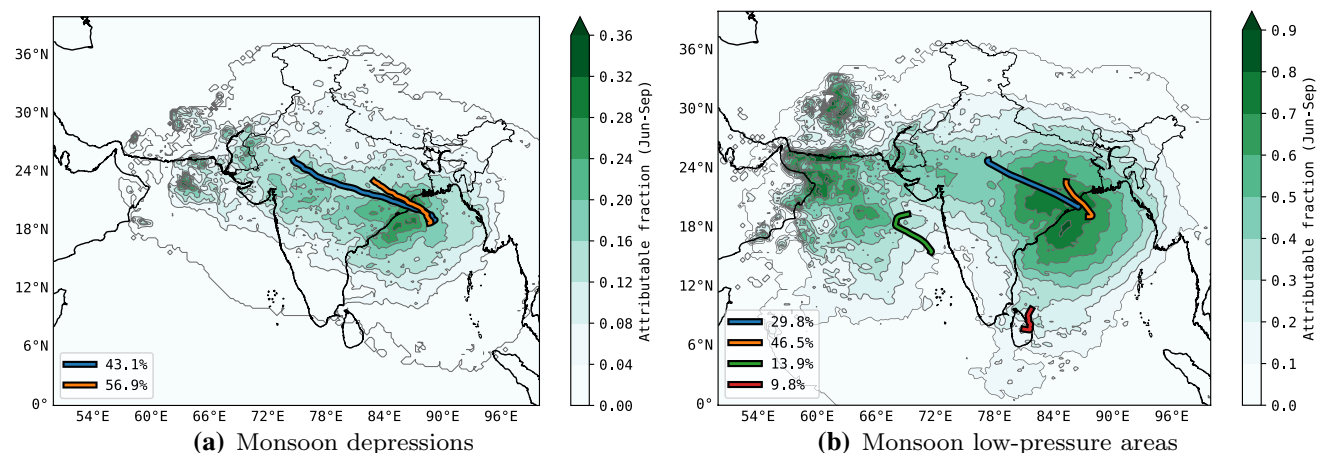 36°N
30°N
24°N
18°N
12°N
6°N
0°
54°E 60°E 66°E 72°E 78°E 84°E 90°E 96°E
43.1%
56.9%
0.36
0.32
0.28
0.24
0.20
0.16
0.12
0.08
0.04
0.00
Attributable fraction (Jun-Sep)
(a) Monsoon depressions
36°N
30°N
24°N
18°N
12°N
6°N
0°
54°E 60°E 66°E 72°E 78°E 84°E 90°E 96°E
29.8%
46.5%
13.9%
9.8%
0.9
0.8
0.7
0.6
0.5
0.4
0.3
0.2
0.1
0.0
Attributable fraction (Jun-Sep)
(b) Monsoon low-pressure areas